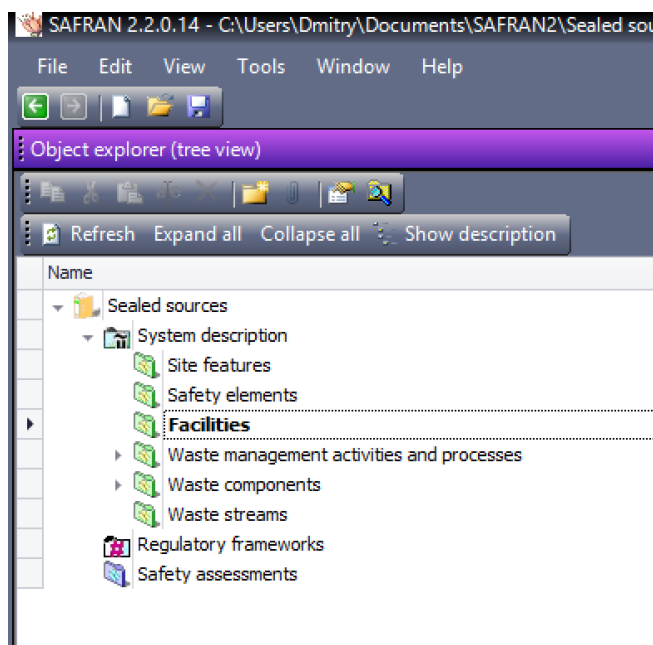 SAFRAN 2.2.0.14 - C:\Users\Dmitry\Documents\SAFRAN2\Sealed sou
File Edit View Tools Window Help
Object explorer (tree view)
Refresh Expand all Collapse all Show description
Name
Sealed sources
System description
Site features
Safety elements
Facilities
Waste management activities and processes
Waste components
Waste streams
Regulatory frameworks
Safety assessments